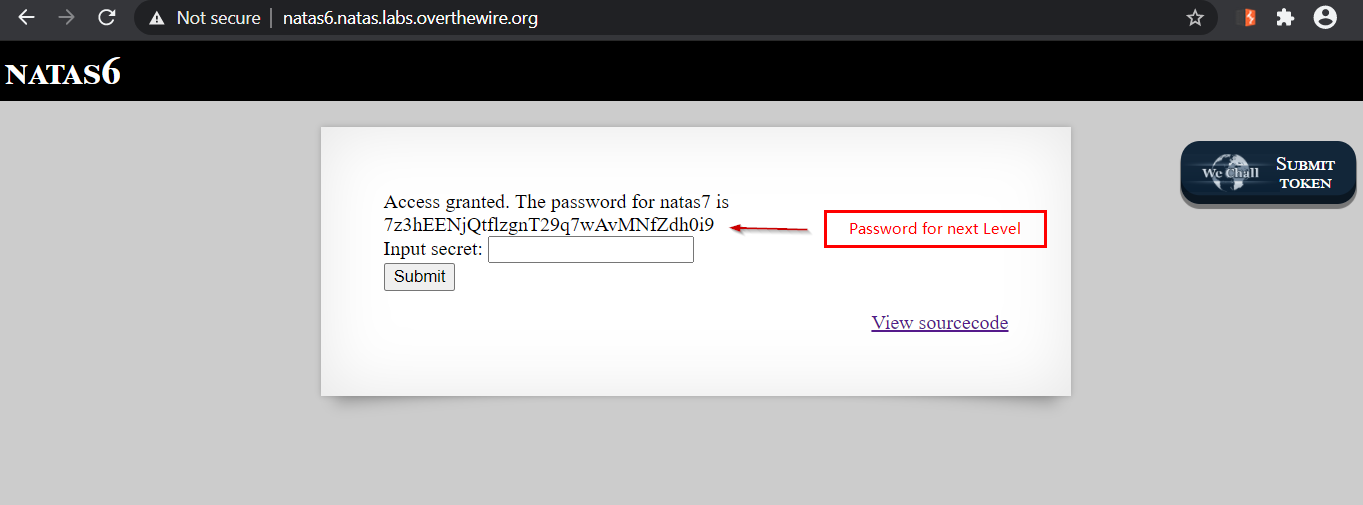 Not secure | natas6.natas.labs.overthewire.org
NATAS6
We Chall
SUBMIT
TOKEN
Access granted. The password for natas7 is
7z3hEENjQtflzgnT29q7wAvMNfZdh0i9
Password for next Level
Input secret:
Submit
View sourcecode